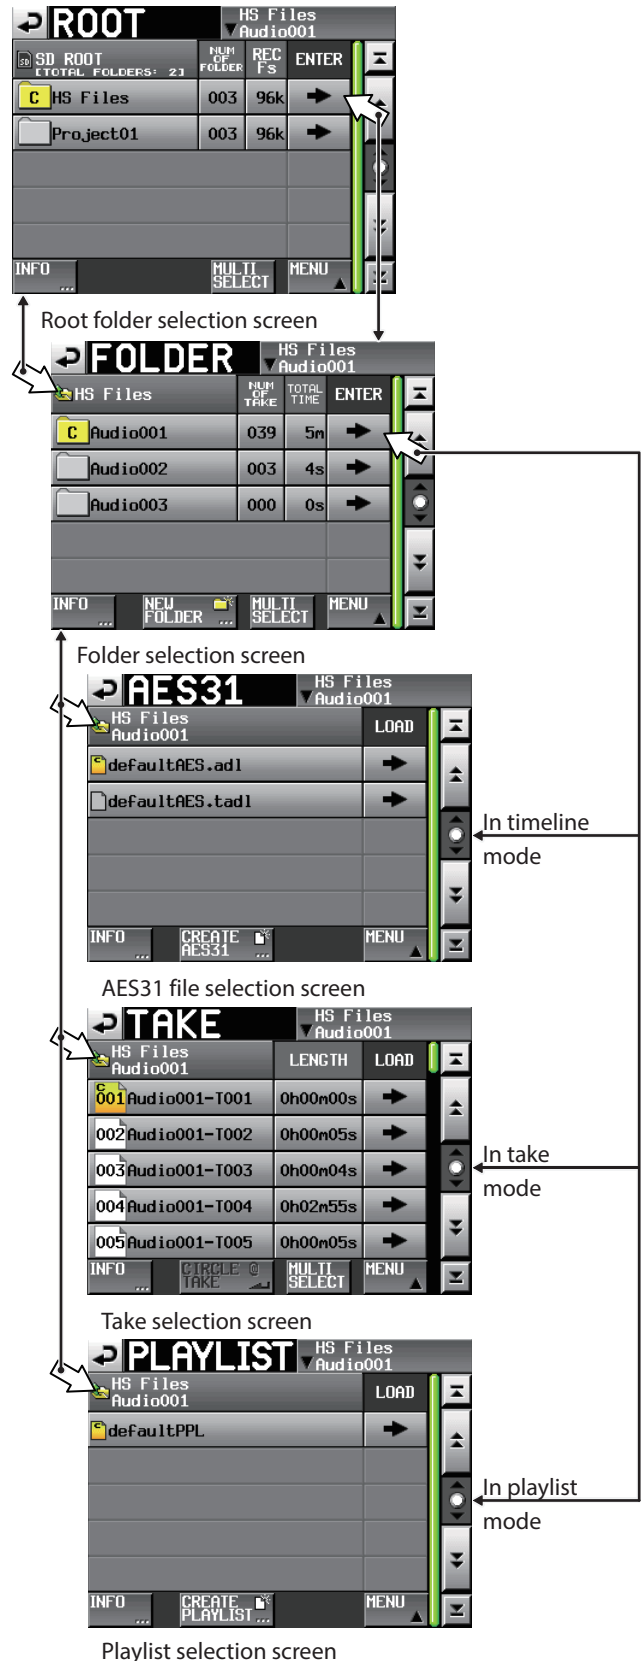 ROOT
HS Files
Audio001
SD ROOT
[TOTAL FOLDERS: 2]
NUM OF FOLDER
REC Fs
ENTER
C HS Files 003 96k
Project01 003 96k
INFO ...
MULTI SELECT
MENU
Root folder selection screen
FOLDER
HS Files
Audio001
HS Files
NUM OF TAKE
TOTAL TIME
ENTER
C Audio001 039 5m
Audio002 003 4s
Audio003 000 0s
INFO ...
NEW FOLDER ...
MULTI SELECT
MENU
Folder selection screen
AES31
HS Files
Audio001
HS Files
Audio001
LOAD
C defaultAES.adl
defaultAES.tadl
INFO ...
CREATE AES31 ...
MENU
In timeline
mode
AES31 file selection screen
TAKE
HS Files
Audio001
HS Files
Audio001
LENGTH
LOAD
C 001 Audio001-T001 0h00m00s
002 Audio001-T002 0h00m05s
003 Audio001-T003 0h00m04s
004 Audio001-T004 0h02m55s
005 Audio001-T005 0h00m05s
INFO ...
CIRCLE @ TAKE
MULTI SELECT
MENU
In take
mode
Take selection screen
PLAYLIST
HS Files
Audio001
HS Files
Audio001
LOAD
C defaultPPL
INFO ...
CREATE PLAYLIST ...
MENU
In playlist
mode
Playlist selection screen